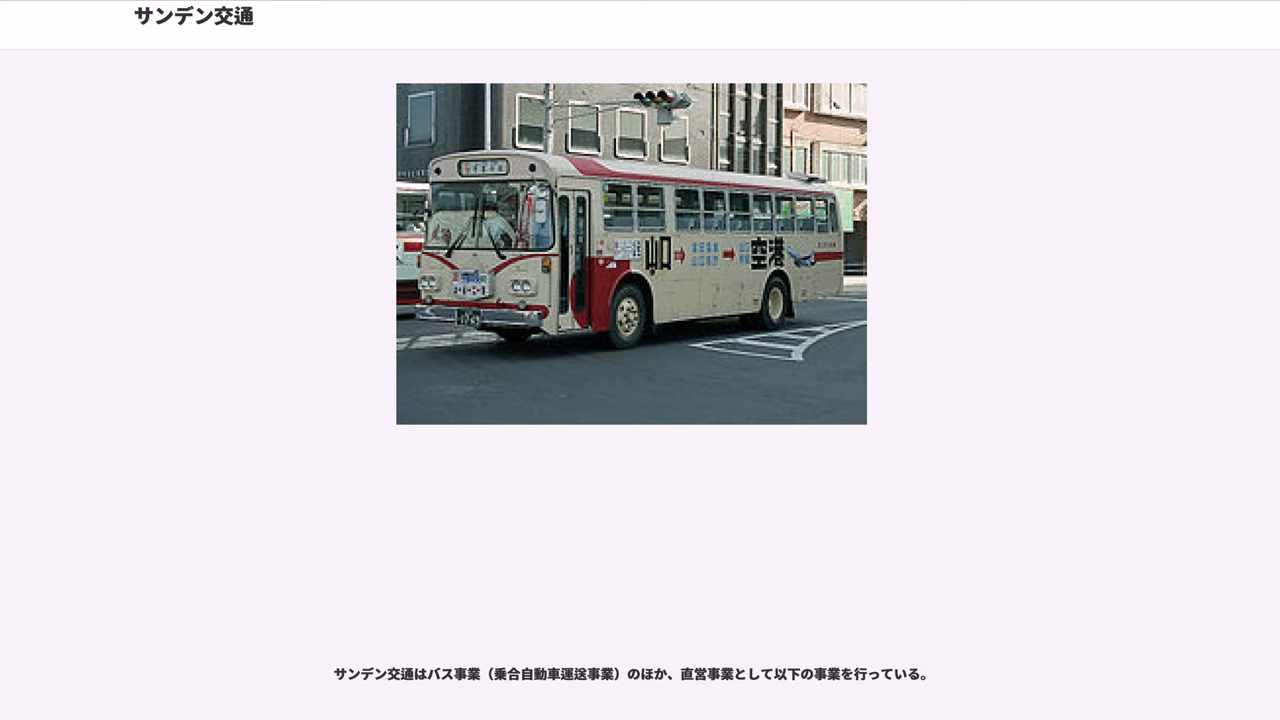 サンデン交通
山口
空港
サンデン交通はバス事業（乗合自動車運送事業）のほか、直営事業として以下の事業を行っている。